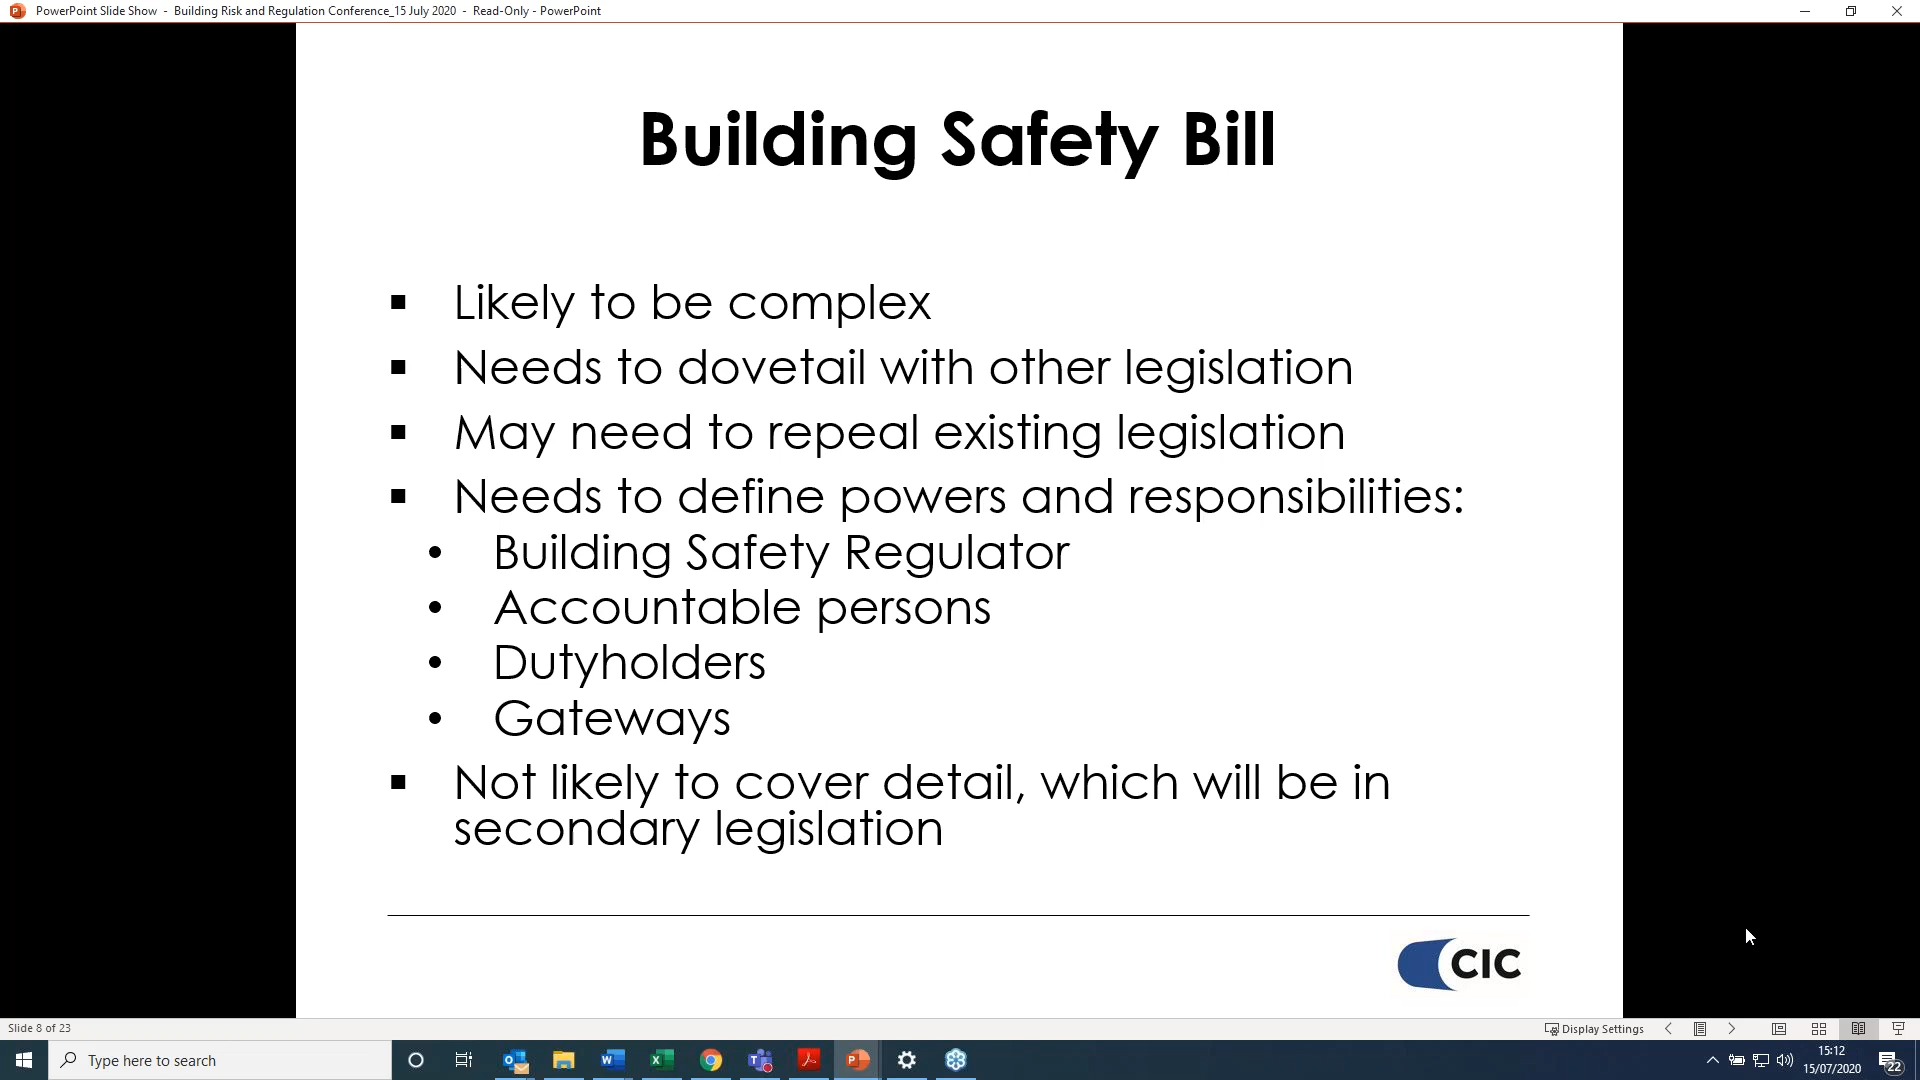 PowerPoint Slide Show - Building Risk and Regulation Conference_15 July 2020 - Read-Only - PowerPoint
Building Safety Bill
▪ Likely to be complex
▪ Needs to dovetail with other legislation
▪ May need to repeal existing legislation
▪ Needs to define powers and responsibilities:
• Building Safety Regulator
• Accountable persons
• Dutyholders
• Gateways
▪ Not likely to cover detail, which will be in
secondary legislation
CIC
Slide 8 of 23
Display Settings
Type here to search
15:12
15/07/2020
22